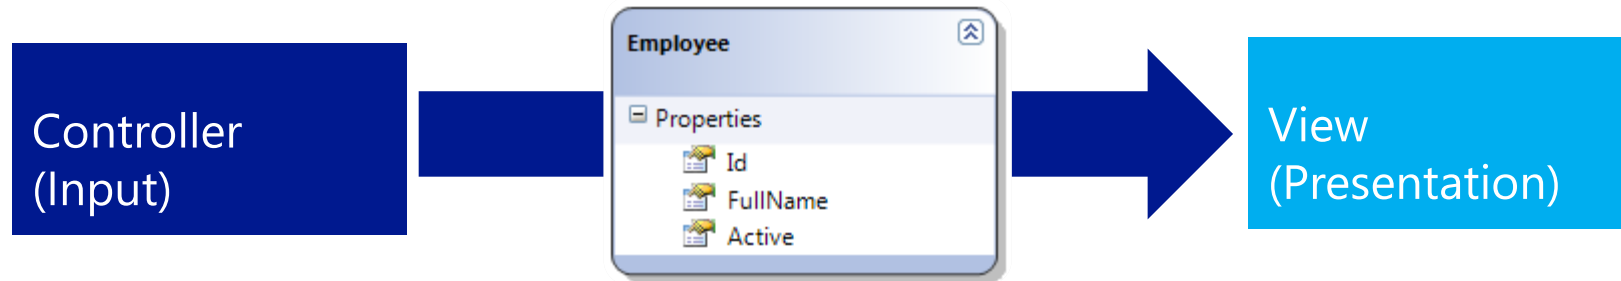 Controller
(Input)
Employee
Properties
Id
FullName
Active
View
(Presentation)